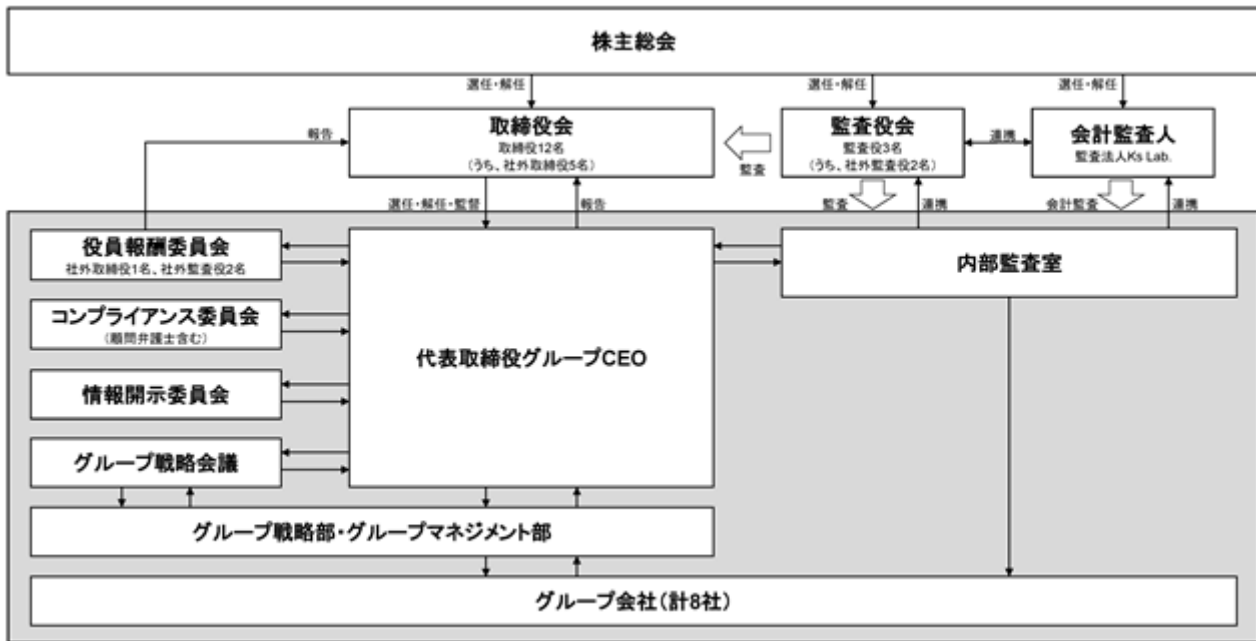 株主総会
選任・解任
選任・解任
選任・解任
取締役会
取締役12名
(うち、社外取締役5名)
監査
監査役会
監査役3名
(うち、社外監査役2名)
連携
会計監査人
監査法人Ks Lab.
報告
選任・解任・監督
報告
監査
連携
会計監査
連携
役員報酬委員会
社外取締役1名、社外監査役2名
コンプライアンス委員会
(顧問弁護士含む)
情報開示委員会
グループ戦略会議
代表取締役グループCEO
内部監査室
グループ戦略部・グループマネジメント部
グループ会社(計8社)